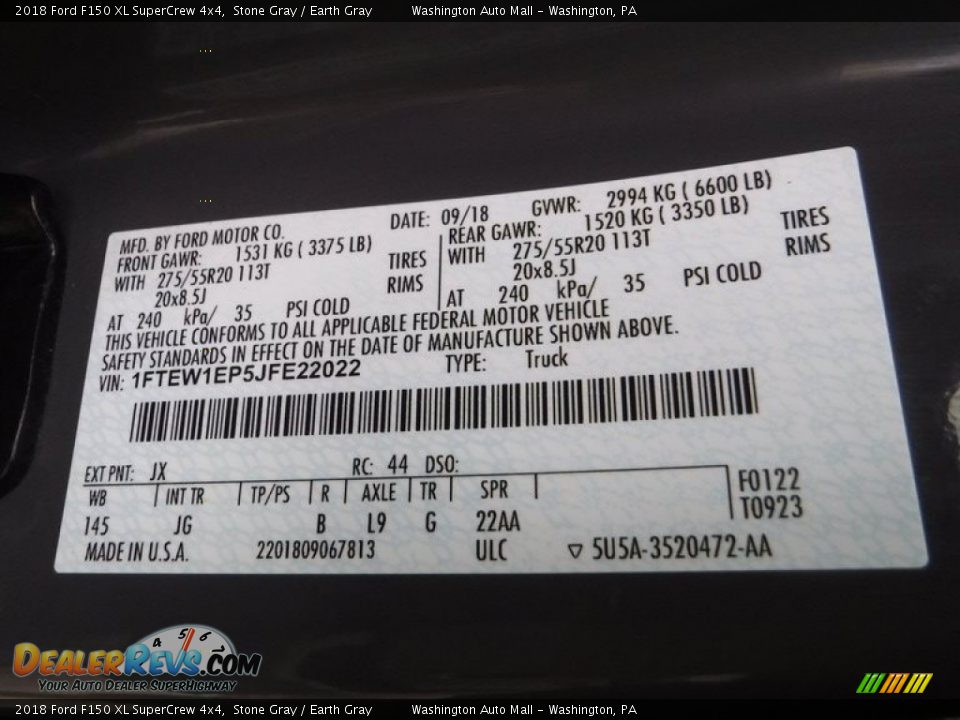 2018 Ford F150 XL SuperCrew 4x4, Stone Gray / Earth Gray Washington Auto Mall - Washington, PA
MFD. BY FORD MOTOR CO. DATE: 09/18 GVWR: 2994 KG ( 6600 LB)
FRONT GAWR: 1531 KG ( 3375 LB) REAR GAWR: 1520 KG ( 3350 LB)
WITH 275/55R20 113T TIRES WITH 275/55R20 113T TIRES
20x8.5J RIMS 20x8.5J RIMS
AT 240 kPa/ 35 PSI COLD AT 240 kPa/ 35 PSI COLD
THIS VEHICLE CONFORMS TO ALL APPLICABLE FEDERAL MOTOR VEHICLE
SAFETY STANDARDS IN EFFECT ON THE DATE OF MANUFACTURE SHOWN ABOVE.
VIN: 1FTEW1EP5JFE22022 TYPE: Truck
EXT PNT: JX RC: 44 DSO:
WB INT TR TP/PS R AXLE TR SPR F0122
145 JG B L9 G 22AA T0923
MADE IN U.S.A. 2201809067813 ULC ▽ 5U5A-3520472-AA
4 5 6
DEALERREVS.COM
YOUR AUTO DEALER SUPERHIGHWAY
2018 Ford F150 XL SuperCrew 4x4, Stone Gray / Earth Gray Washington Auto Mall - Washington, PA